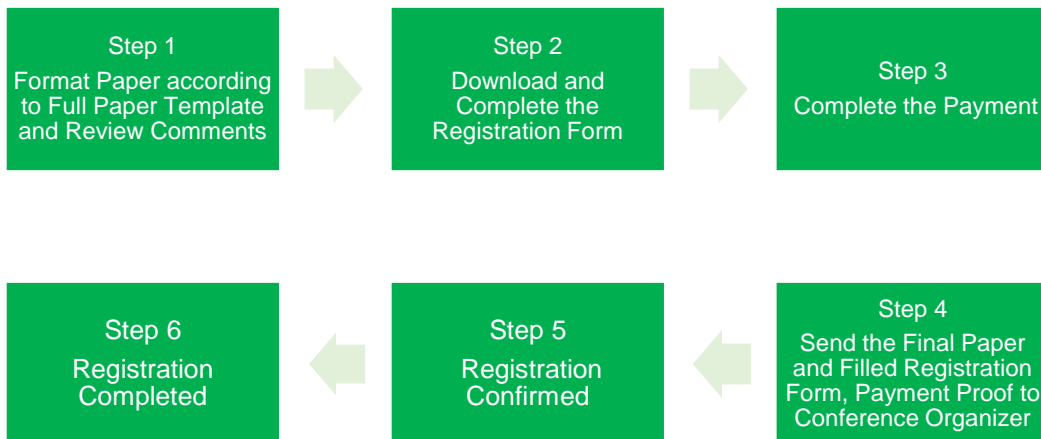 Step 1
Format Paper according
to Full Paper Template
and Review Comments
Step 2
Download and
Complete the
Registration Form
Step 3
Complete the Payment
Step 4
Send the Final Paper
and Filled Registration
Form, Payment Proof to
Conference Organizer
Step 5
Registration
Confirmed
Step 6
Registration
Completed